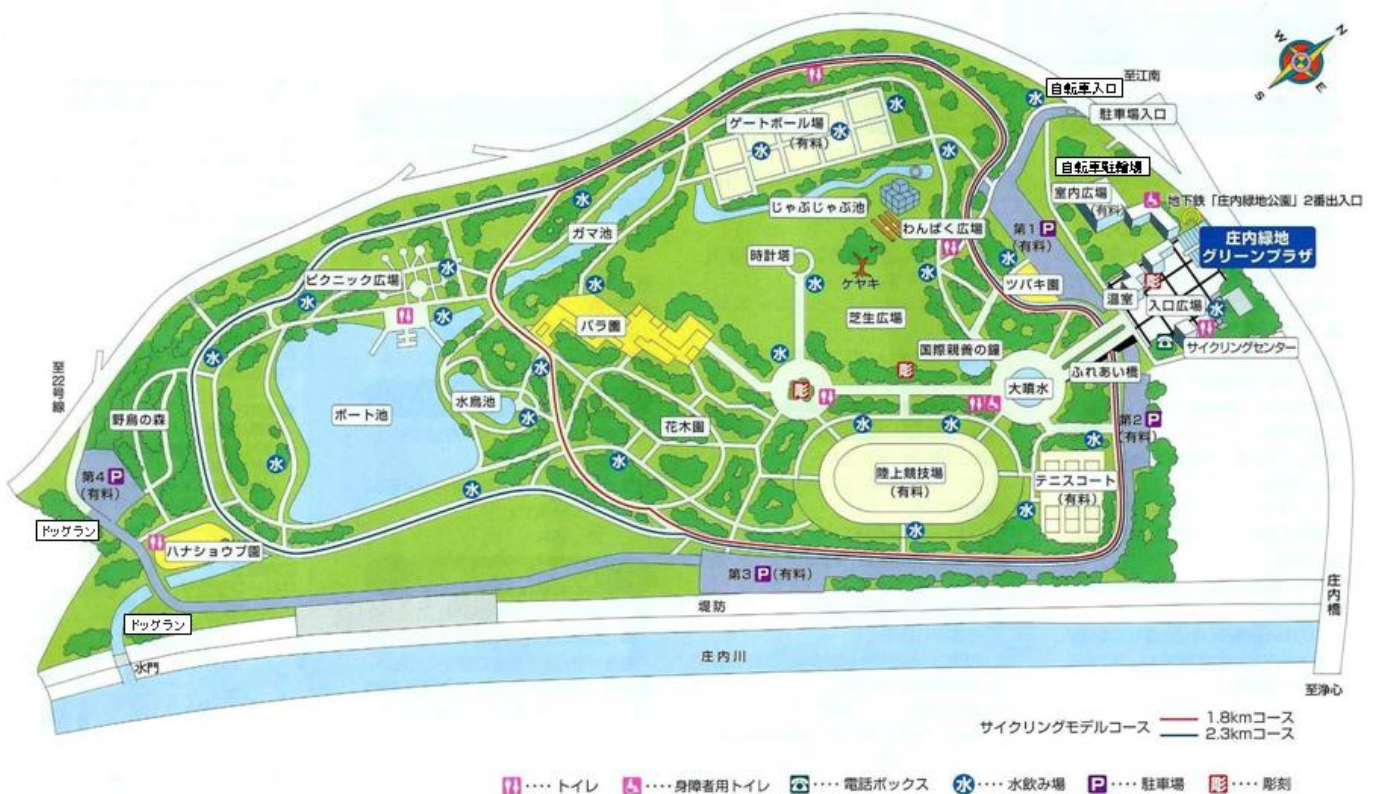 N
W
E
S
至江南
自転車入口
駐車場入口
ゲートボール場
(有料)
水
自転車駐輪場
室内広場
(有料)
地下鉄「庄内緑地公園」2番出入口
じゃぶじゃぶ池
わんぱく広場
第1 P
(有料)
庄内緑地
グリーンプラザ
ガマ池
時計塔
ケヤキ
ツバキ園
温室
彫
入口広場
ピクニック広場
芝生広場
バラ園
国際親善の鐘
サイクリングセンター
ふれあい橋
大噴水
至22号線
野鳥の森
ボート池
水鳥池
花木園
第2 P
(有料)
第4 P
(有料)
陸上競技場
(有料)
テニスコート
(有料)
ドッグラン
ハナショウブ園
第3 P (有料)
ドッグラン
堤防
庄内橋
水門
庄内川
至浄心
サイクリングモデルコース
1.8kmコース
2.3kmコース
････トイレ
････身障者用トイレ
････電話ボックス
水････水飲み場
P････駐車場
彫････彫刻